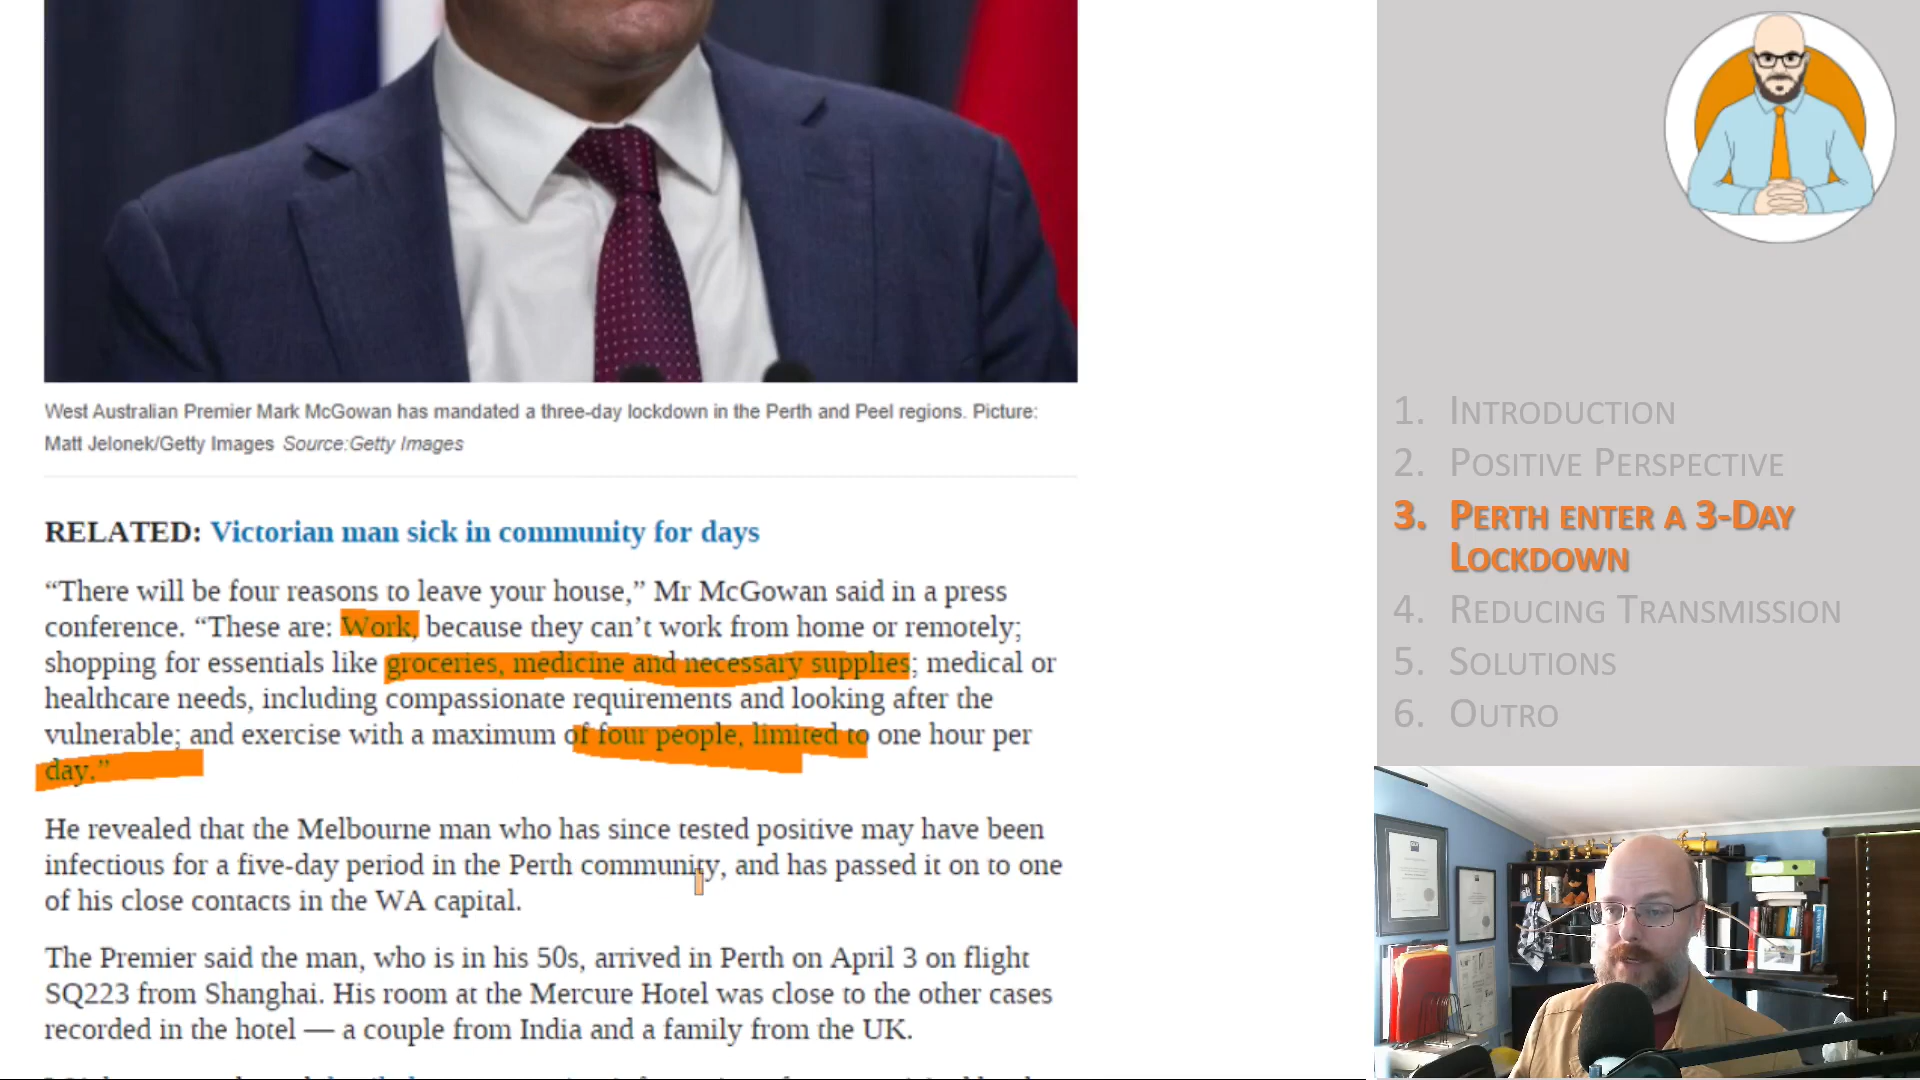 West Australian Premier Mark McGowan has mandated a three-day lockdown in the Perth and Peel regions. Picture:
Matt Jelonek/Getty Images Source:Getty Images
RELATED: Victorian man sick in community for days
“There will be four reasons to leave your house,” Mr McGowan said in a press
conference. “These are: Work, because they can’t work from home or remotely;
shopping for essentials like groceries, medicine and necessary supplies; medical or
healthcare needs, including compassionate requirements and looking after the
vulnerable; and exercise with a maximum of four people, limited to one hour per
day.”
He revealed that the Melbourne man who has since tested positive may have been
infectious for a five-day period in the Perth community, and has passed it on to one
of his close contacts in the WA capital.
The Premier said the man, who is in his 50s, arrived in Perth on April 3 on flight
SQ223 from Shanghai. His room at the Mercure Hotel was close to the other cases
recorded in the hotel — a couple from India and a family from the UK.
1. Introduction
2. Positive Perspective
3. Perth enter a 3-Day
Lockdown
4. Reducing Transmission
5. Solutions
6. Outro